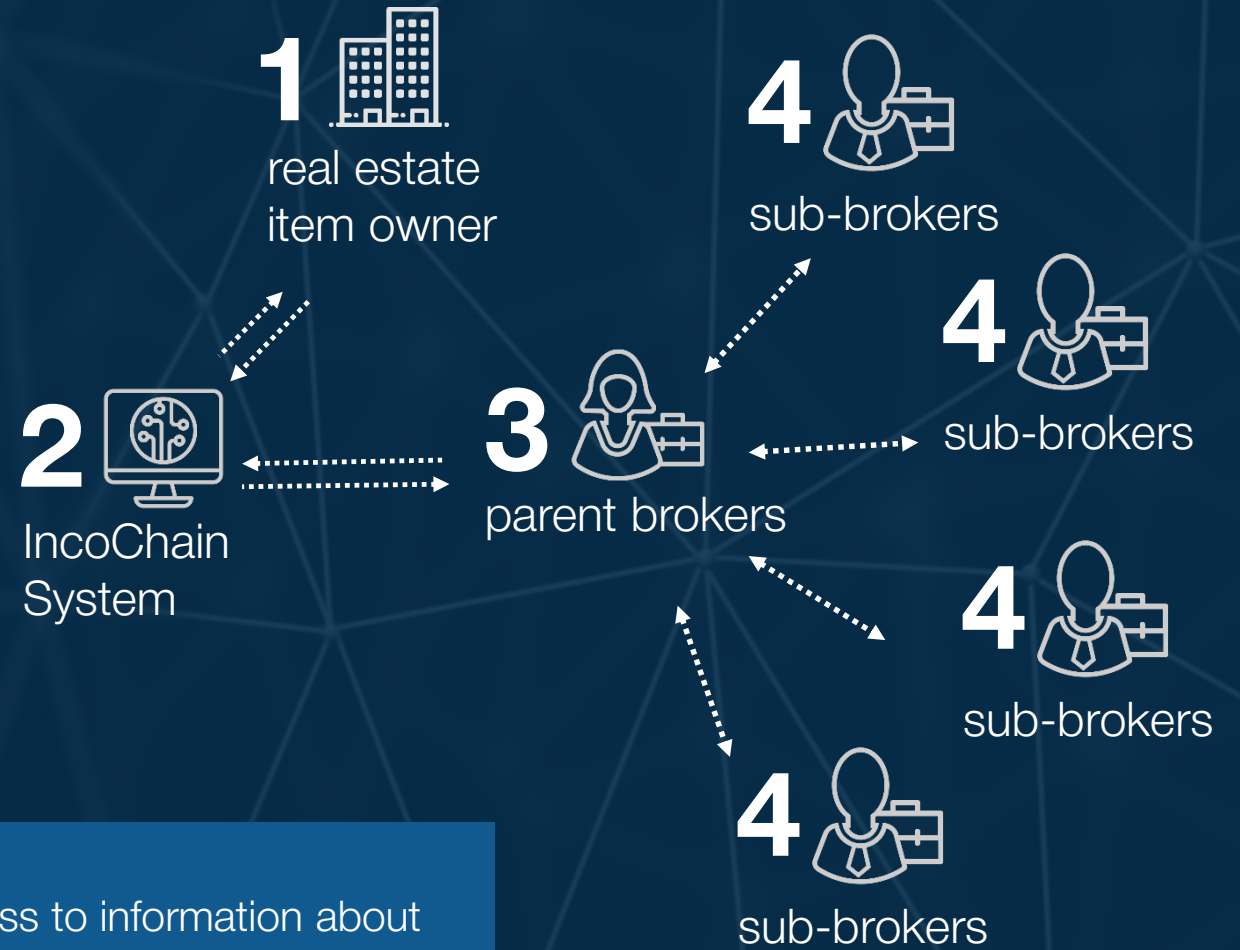 1
real estate
item owner
2
IncoChain
System
3
parent brokers
4
sub-brokers
4
sub-brokers
4
sub-brokers
4
sub-brokers
to information about